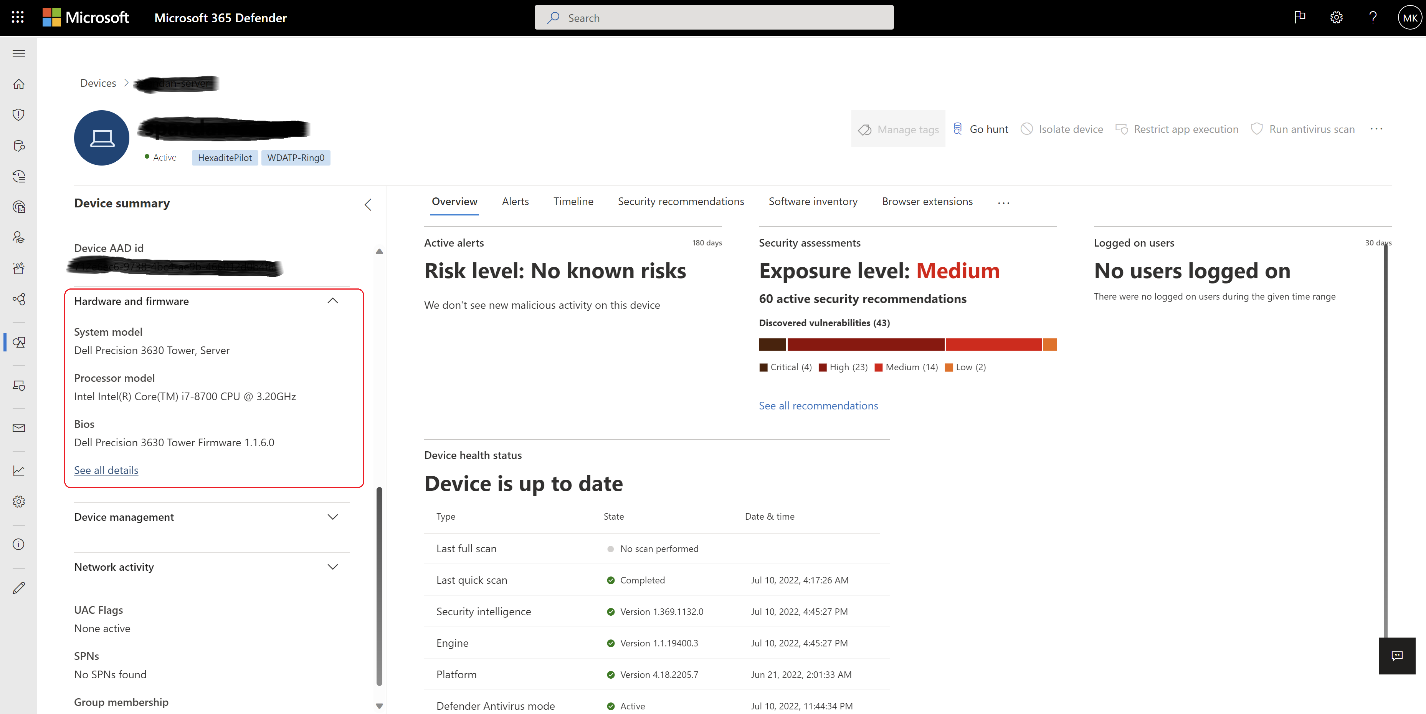 Microsoft
Microsoft 365 Defender
Search
?
MK
Devices
Active
HexaditePilot
WDATP-Ring0
Manage tags
Go hunt
Isolate device
Restrict app execution
Run antivirus scan
...
Device summary
Device AAD id
Hardware and firmware
System model
Dell Precision 3630 Tower, Server
Processor model
Intel Intel(R) Core(TM) i7-8700 CPU @ 3.20GHz
Bios
Dell Precision 3630 Tower Firmware 1.1.6.0
See all details
Device management
Network activity
UAC Flags
None active
SPNs
No SPNs found
Group membership
Overview
Alerts
Timeline
Security recommendations
Software inventory
Browser extensions
...
Active alerts
180 days
Risk level: No known risks
We don't see new malicious activity on this device
Security assessments
Exposure level: Medium
60 active security recommendations
Discovered vulnerabilities (43)
Critical (4) High (23) Medium (14) Low (2)
See all recommendations
Logged on users
30 days
No users logged on
There were no logged on users during the given time range
Device health status
Device is up to date
Type State Date & time
Last full scan No scan performed
Last quick scan Completed Jul 10, 2022, 4:17:26 AM
Security intelligence Version 1.369.1132.0 Jul 10, 2022, 4:45:27 PM
Engine Version 1.1.19400.3 Jul 10, 2022, 4:45:27 PM
Platform Version 4.18.2205.7 Jun 21, 2022, 2:01:33 AM
Defender Antivirus mode Active Jul 10, 2022, 11:44:34 PM